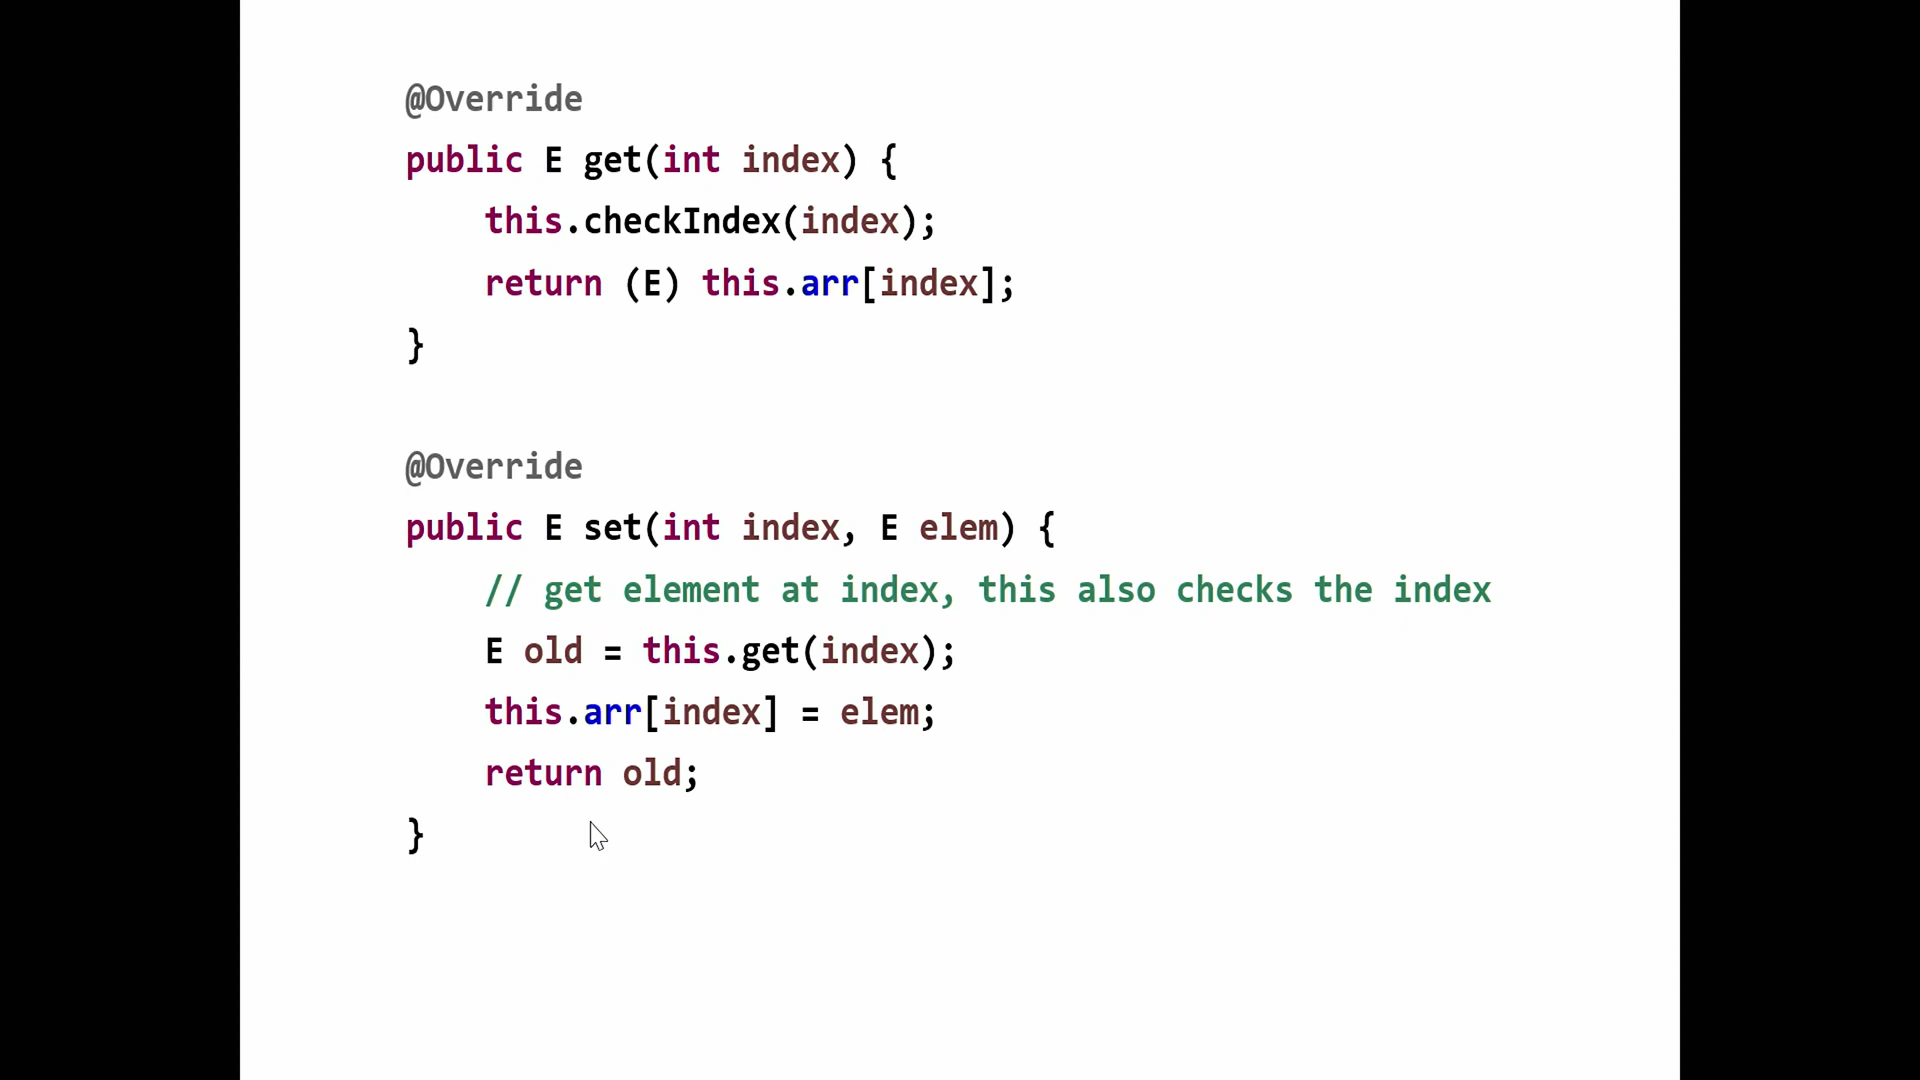 @Override
public E get(int index) {
this.checkIndex(index);
return (E) this.arr[index];
}
@Override
public E set(int index, E elem) {
// get element at index, this also checks the index
E old = this.get(index);
this.arr[index] = elem;
return old;
}